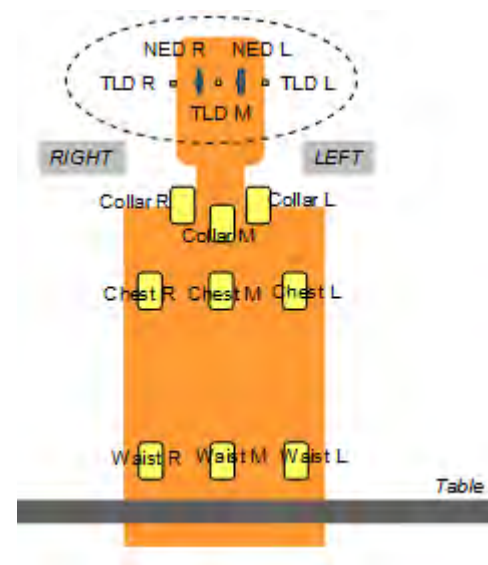 NED R NED L
TLD R TLD L
TLD M
RIGHT LEFT
Collar R Collar L
Collar M
Chest R Chest M Chest L
Waist R Waist M Waist L
Table